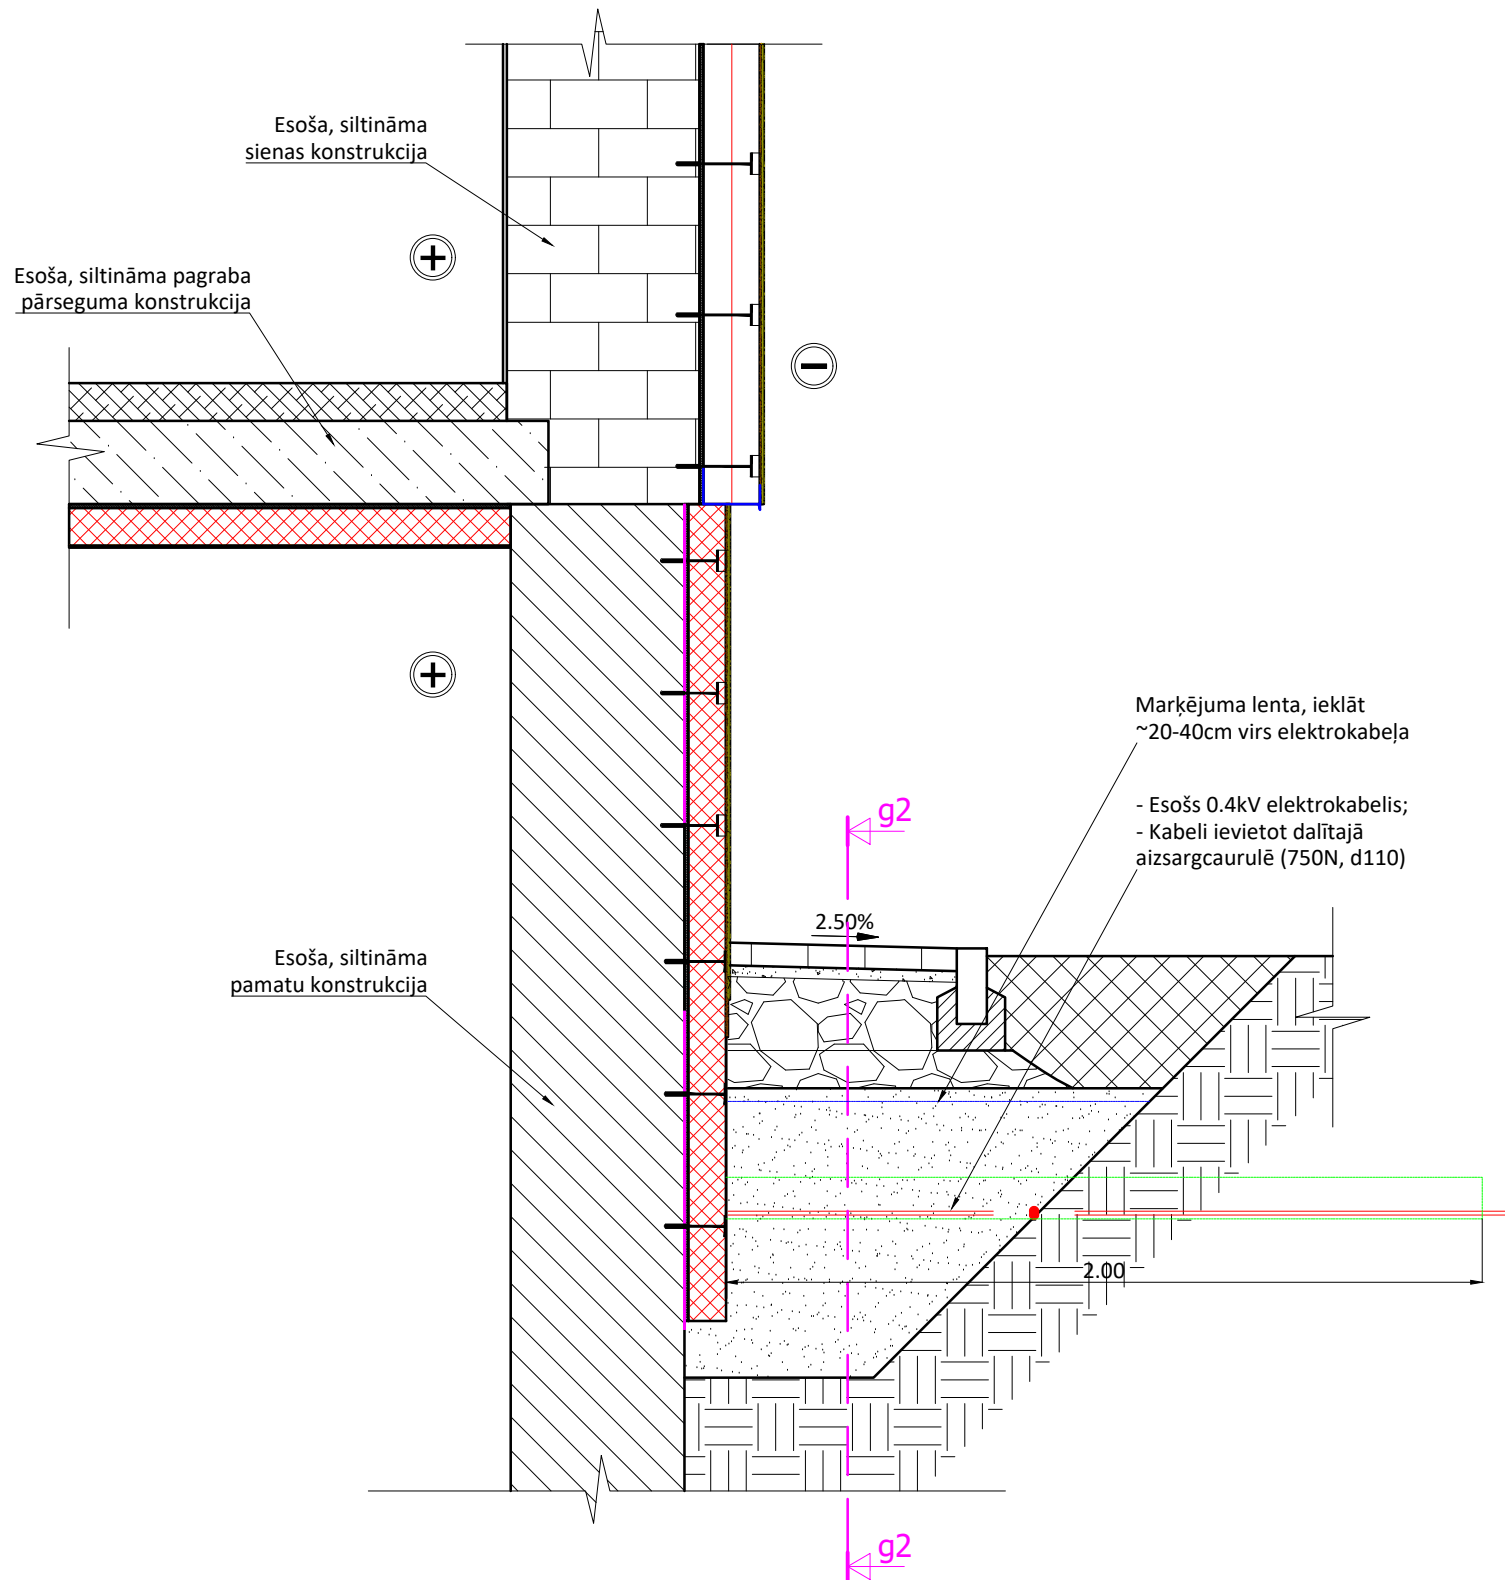 Esoša, siltināma
sienas konstrukcija
Esoša, siltināma pagraba
pārseguma konstrukcija
Marķējuma lenta, ieklāt
~20-40cm virs elektrokabeļa
- Esošs 0.4kV elektrokabelis;
- Kabeli ievietot dalītajā
aizsargcaurulē (750N, d110)
g2
2.50%
Esoša, siltināma
pamatu konstrukcija
2.00
g2